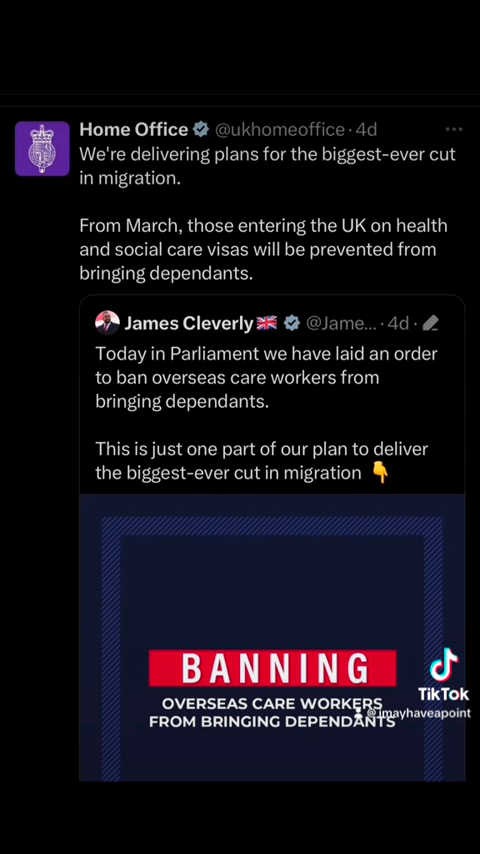 Home Office @ukhomeoffice · 4d
We're delivering plans for the biggest-ever cut
in migration.
From March, those entering the UK on health
and social care visas will be prevented from
bringing dependants.
James Cleverly🇬🇧 @Jame... · 4d ·
Today in Parliament we have laid an order
to ban overseas care workers from
bringing dependants.
This is just one part of our plan to deliver
the biggest-ever cut in migration 👇
BANNING
OVERSEAS CARE WORKERS
FROM BRINGING DEPENDANTS
TikTok
@imayhaveapoint